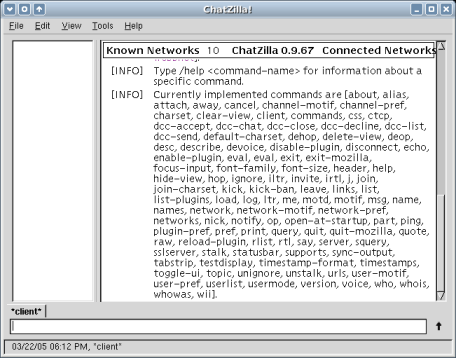 ChatZilla!
File Edit View Tools Help
Known Networks 10 ChatZilla 0.9.67 Connected Networks
[INFO] Type /help <command-name> for information about a
specific command.
[INFO] Currently implemented commands are [about, alias,
attach, away, cancel, channel-motif, channel-pref,
charset, clear-view, client, commands, css, ctcp,
dcc-accept, dcc-chat, dcc-close, dcc-decline, dcc-list,
dcc-send, default-charset, dehop, delete-view, deop,
desc, describe, devoice, disable-plugin, disconnect, echo,
enable-plugin, eval, eval, exit, exit-mozilla,
focus-input, font-family, font-size, header, help,
hide-view, hop, ignore, iltr, invite, irtl, j, join,
join-charset, kick, kick-ban, leave, links, list,
list-plugins, load, log, ltr, me, motd, motif, msg, name,
names, network, network-motif, network-pref,
networks, nick, notify, op, open-at-startup, part, ping,
plugin-pref, pref, print, query, quit, quit-mozilla, quote,
raw, reload-plugin, rlist, rtl, say, server, squery,
sslserver, stalk, statusbar, supports, sync-output,
tabstrip, testdisplay, timestamp-format, timestamps,
toggle-ui, topic, unignore, unstalk, urls, user-motif,
user-pref, userlist, usermode, version, voice, who, whois,
whowas, wii].
*client*
03/22/05 06:12 PM, "client"